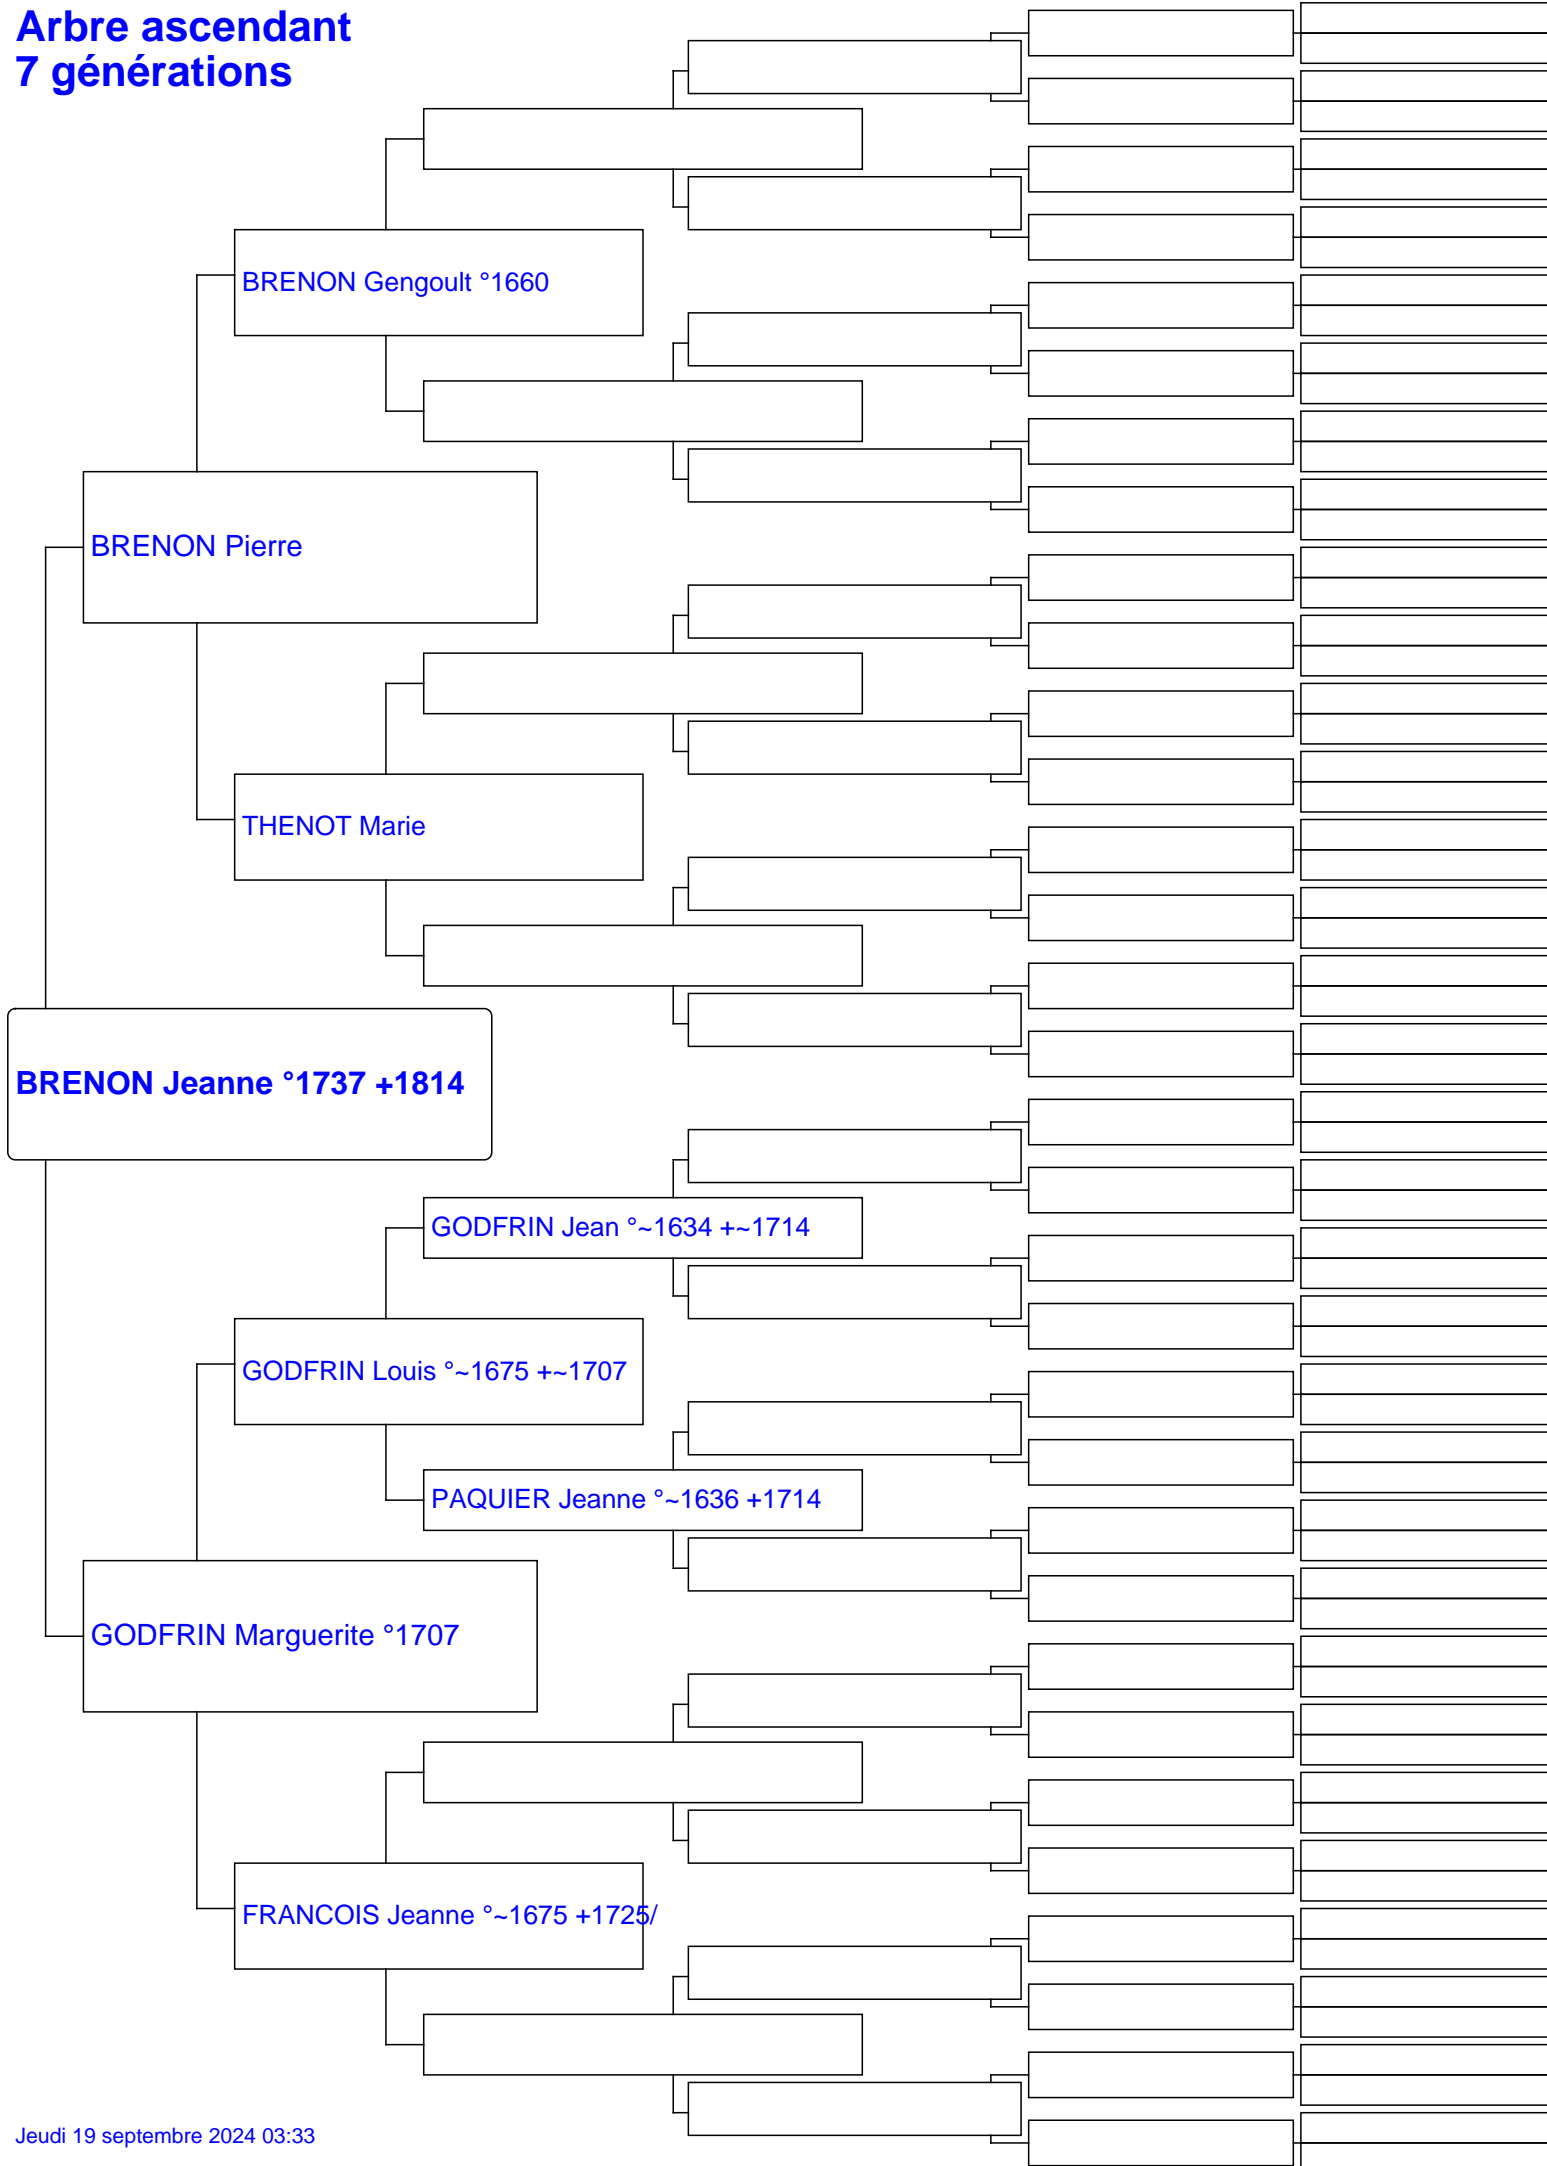 Arbre ascendant
7 générations
BRENON Gengoult °1660
BRENON Pierre
THENOT Marie
BRENON Jeanne °1737 +1814
GODFRIN Jean °~1634 +~1714
GODFRIN Louis °~1675 +~1707
PAQUIER Jeanne °~1636 +1714
GODFRIN Marguerite °1707
FRANCOIS Jeanne °~1675 +1725/
Jeudi 19 septembre 2024 03:33